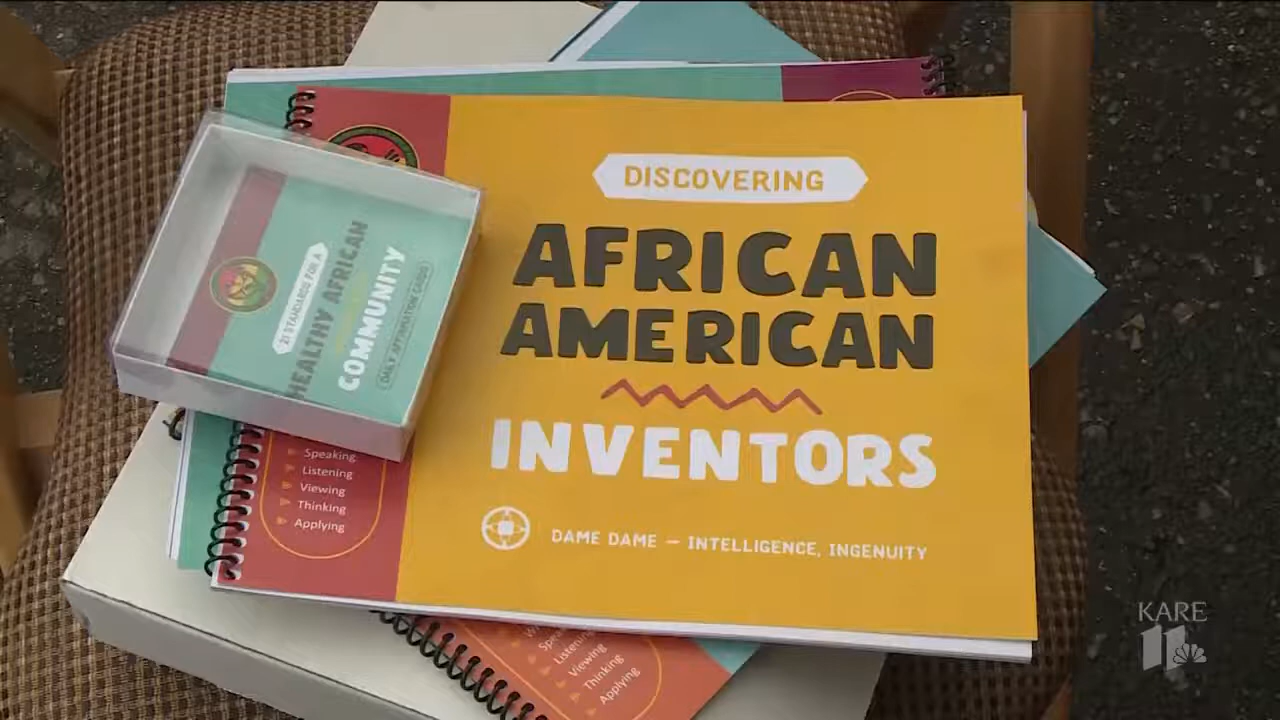 DISCOVERING
AFRICAN
AMERICAN
INVENTORS
DAME DAME – INTELLIGENCE, INGENUITY
21 STANDARDS FOR A
HEALTHY AFRICAN
COMMUNITY
DAILY AFFIRMATION CARDS
Speaking
Listening
Viewing
Thinking
Applying
Listening
Viewing
Thinking
Applying
KARE
11